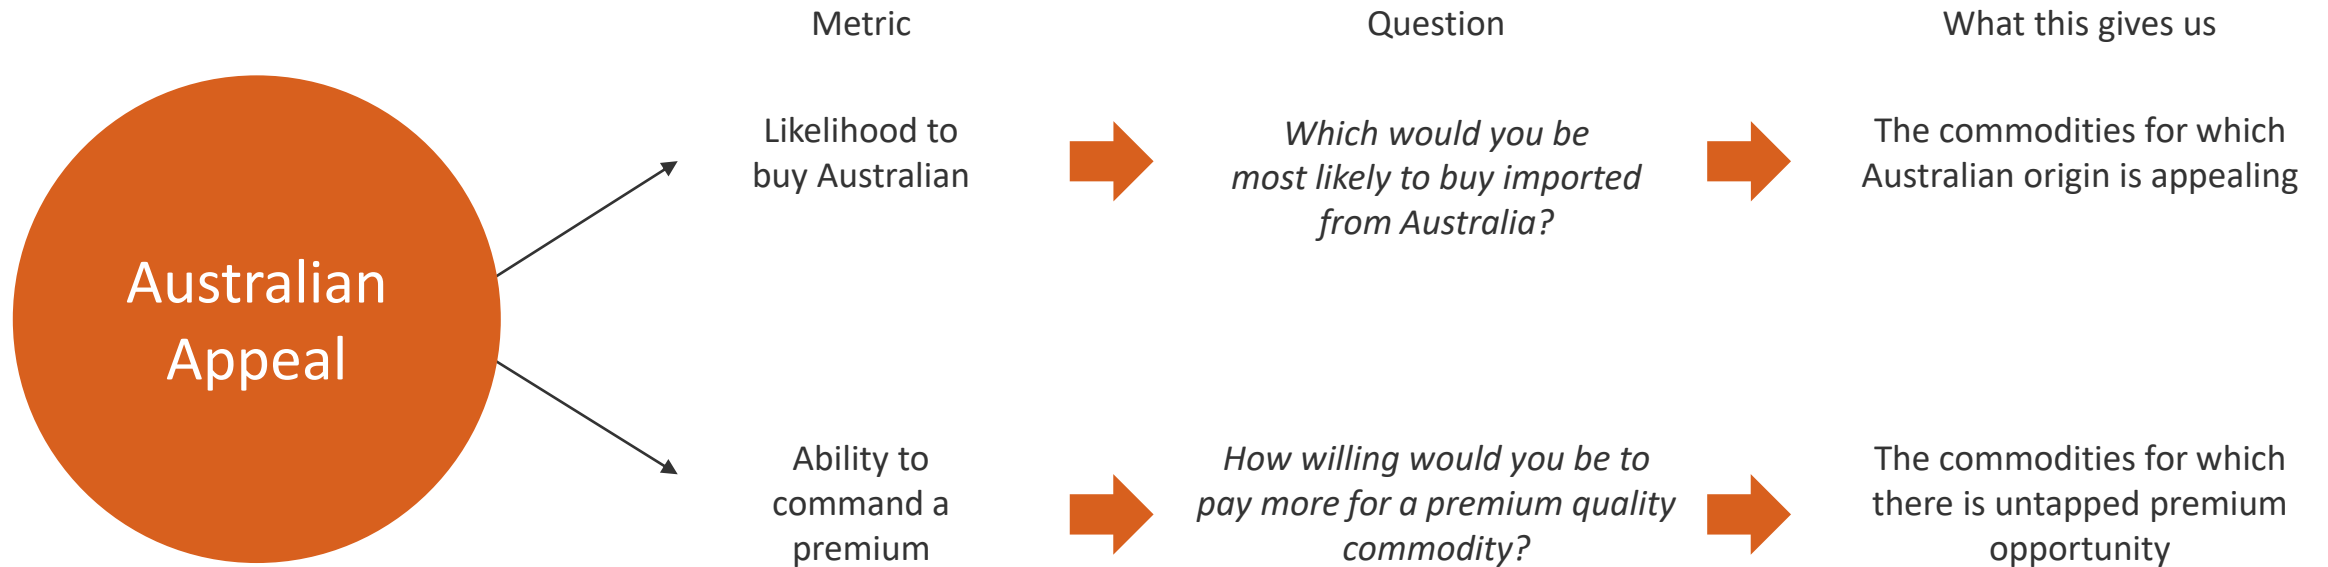 Metric
Question
What this gives us
Australian
Appeal
Likelihood to
buy Australian
Which would you be
most likely to buy imported
from Australia?
The commodities for which
Australian origin is appealing
Ability to
command a
premium
How willing would you be to
pay more for a premium quality
commodity?
The commodities for which
there is untapped premium
opportunity